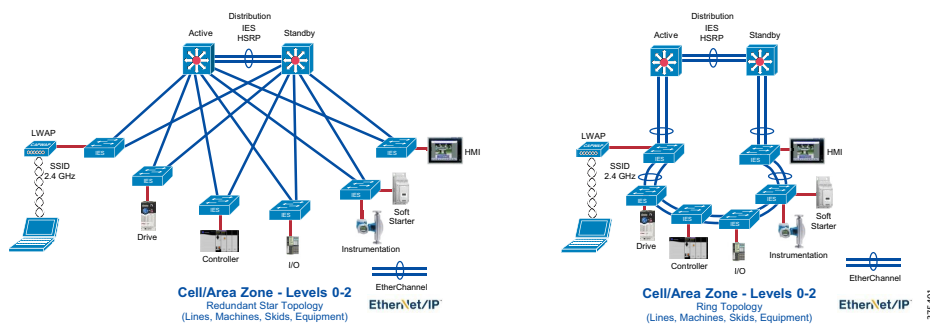 Distribution
IES
HSRP
Active
Standby
LWAP
CAPWAP
IES
SSID
2.4 GHz
IES
IES
IES
IES
IES
HMI
Drive
Controller
I/O
Soft
Starter
Instrumentation
EtherChannel
Cell/Area Zone - Levels 0-2
Redundant Star Topology
(Lines, Machines, Skids, Equipment)
EtherNet/IP
Distribution
IES
HSRP
Active
Standby
LWAP
CAPWAP
SSID
2.4 GHz
IES
IES
IES
IES
IES
IES
HMI
Soft
Starter
Instrumentation
Drive
Controller
I/O
EtherChannel
Cell/Area Zone - Levels 0-2
Ring Topology
(Lines, Machines, Skids, Equipment)
EtherNet/IP